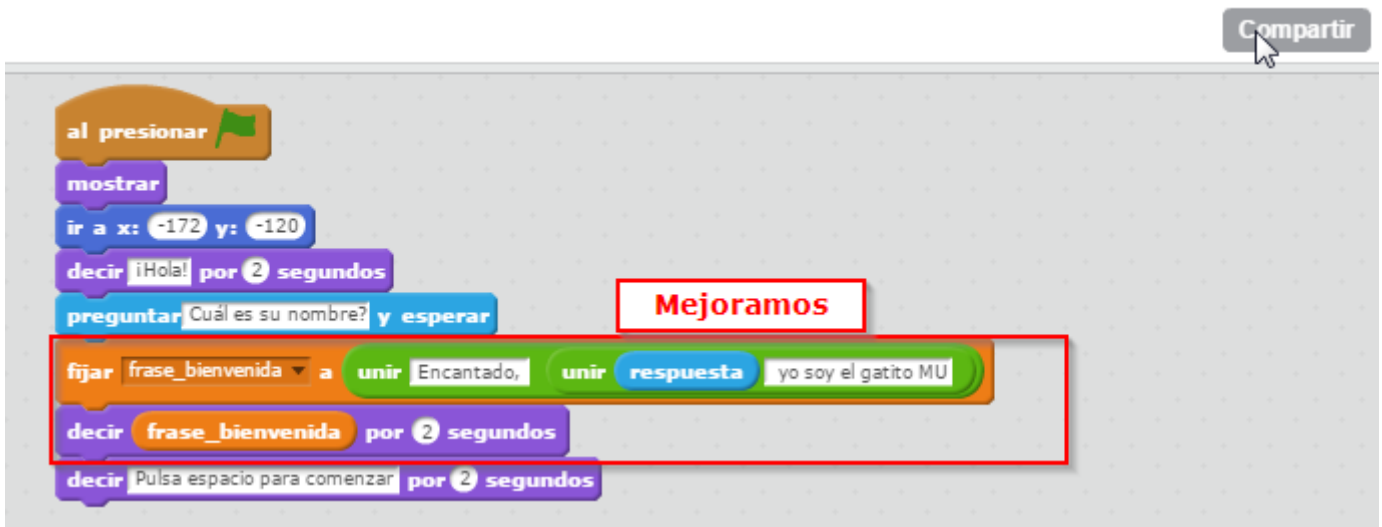 Compartir
al presionar
mostrar
ir a x: -172 y: -120
decir ¡Hola! por 2 segundos
preguntar Cuál es su nombre? y esperar
Mejoramos
fijar frase_bienvenida a unir Encantado, unir respuesta yo soy el gatito MU
decir frase_bienvenida por 2 segundos
decir Pulsa espacio para comenzar por 2 segundos